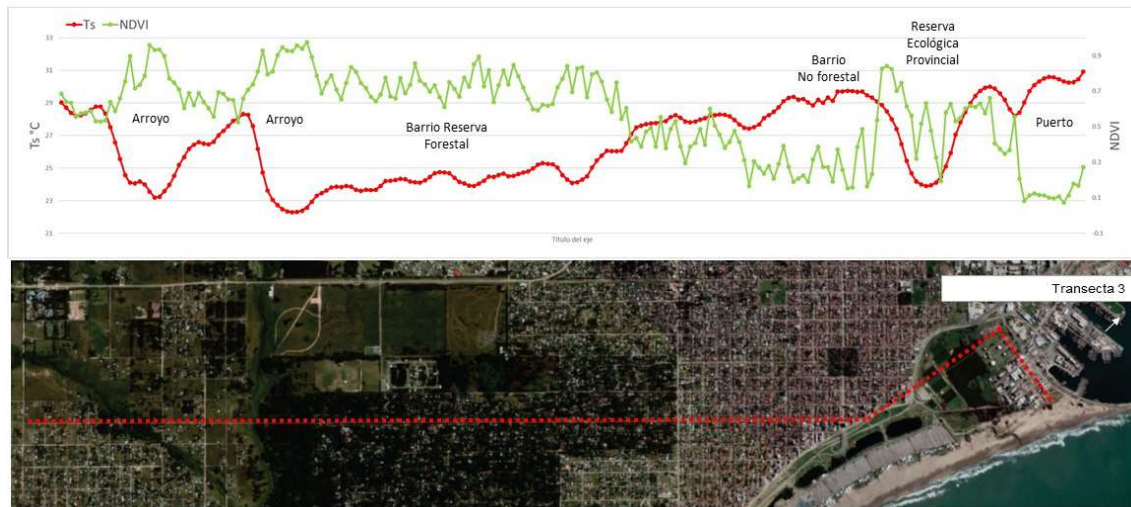 Ts NDVI
33
31
29
27
25
23
21
Ts °C
0.9
0.7
0.5
0.3
0.1
-0.1
NDVI
Arroyo
Arroyo
Barrio Reserva
Forestal
Barrio
No forestal
Reserva
Ecológica
Provincial
Puerto
Título del eje
Transecta 3